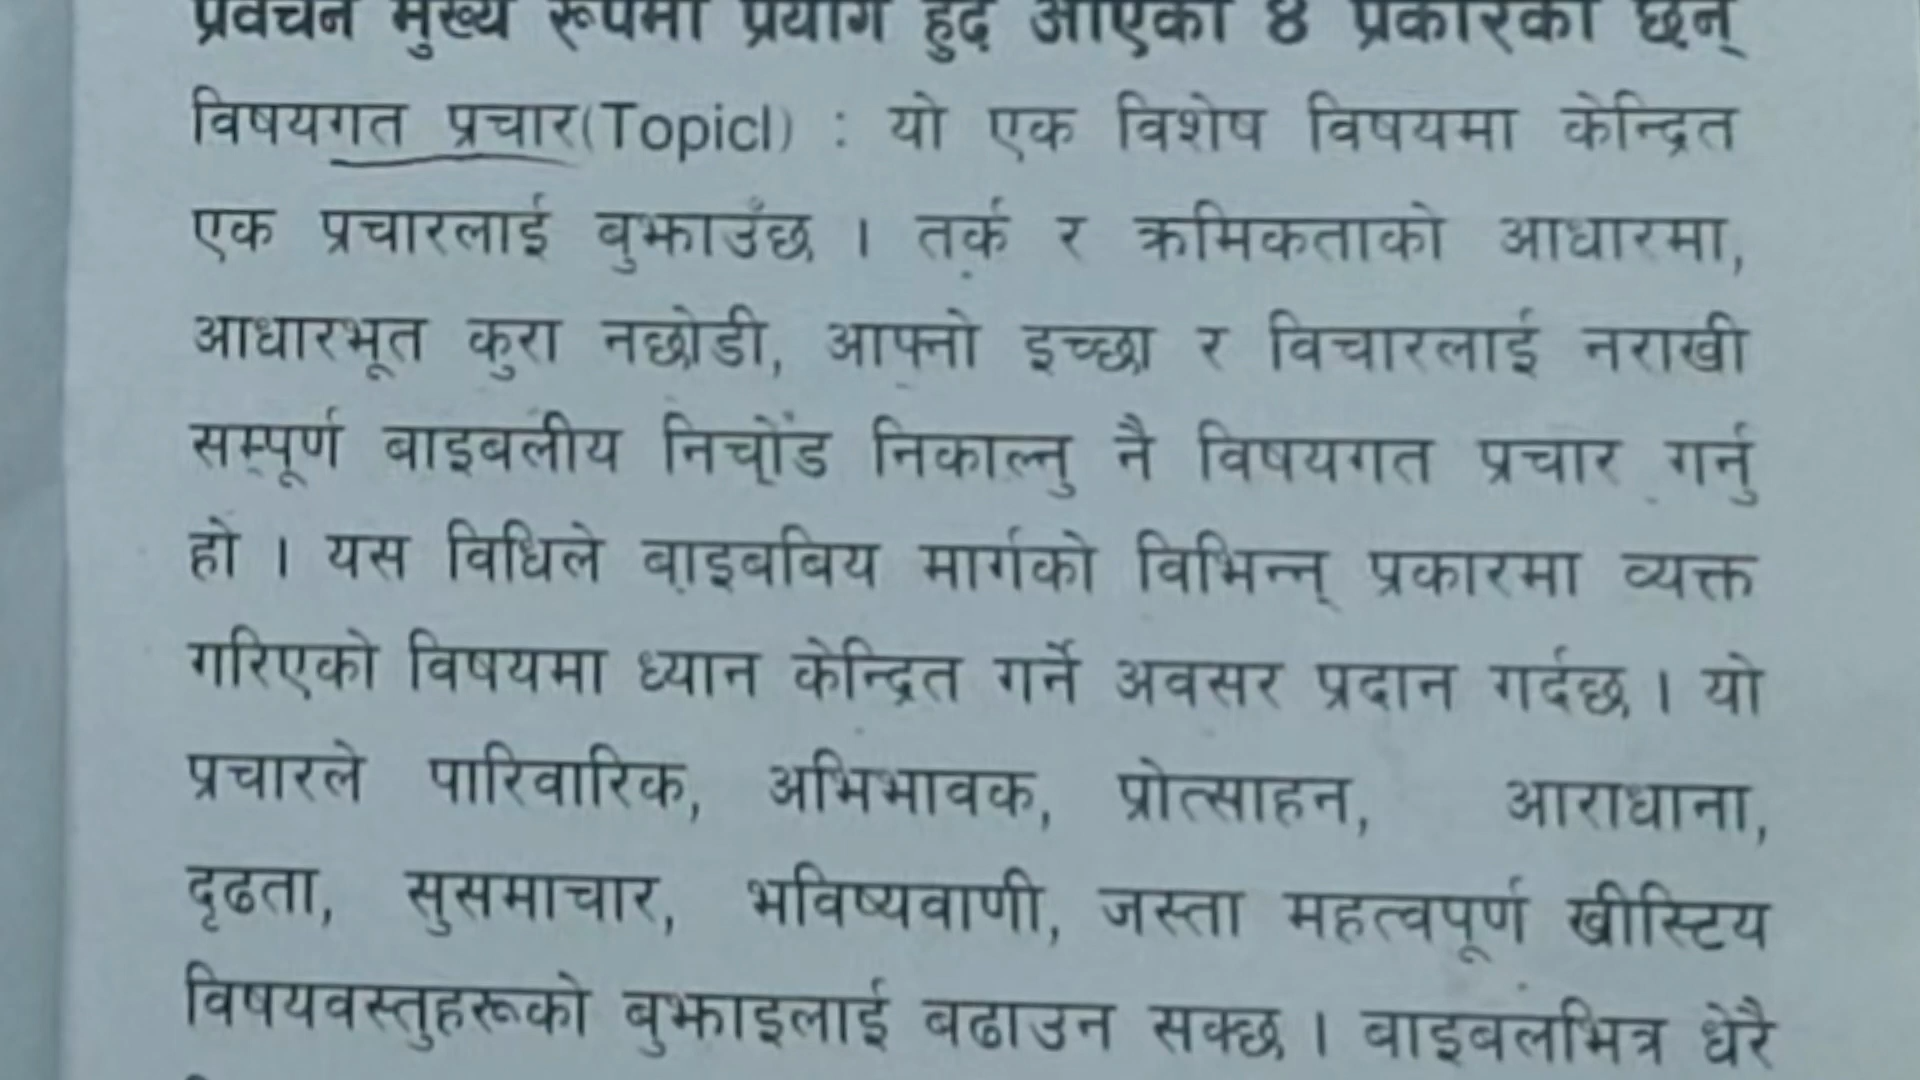 प्रवचन मुख्य रूपमा प्रयोग हुदै आएका ४ प्रकारका छन्
विषयगत प्रचार(Topicl) : यो एक विशेष विषयमा केन्द्रित
एक प्रचारलाई बुझाउँछ । तर्क र क्रमिकताको आधारमा,
आधारभूत कुरा नछोडी, आफ्नो इच्छा र विचारलाई नराखी
सम्पूर्ण बाइबलीय निचोड निकाल्नु नै विषयगत प्रचार गर्नु
हो । यस विधिले बाइबबिय मार्गको विभिन्न् प्रकारमा व्यक्त
गरिएको विषयमा ध्यान केन्द्रित गर्ने अवसर प्रदान गर्दछ । यो
प्रचारले पारिवारिक, अभिभावक, प्रोत्साहन, आराधाना,
दृढता, सुसमाचार, भविष्यवाणी, जस्ता महत्वपूर्ण ख्रीस्टिय
विषयवस्तुहरूको बुझाइलाई बढाउन सक्छ । बाइबलभित्र धेरै